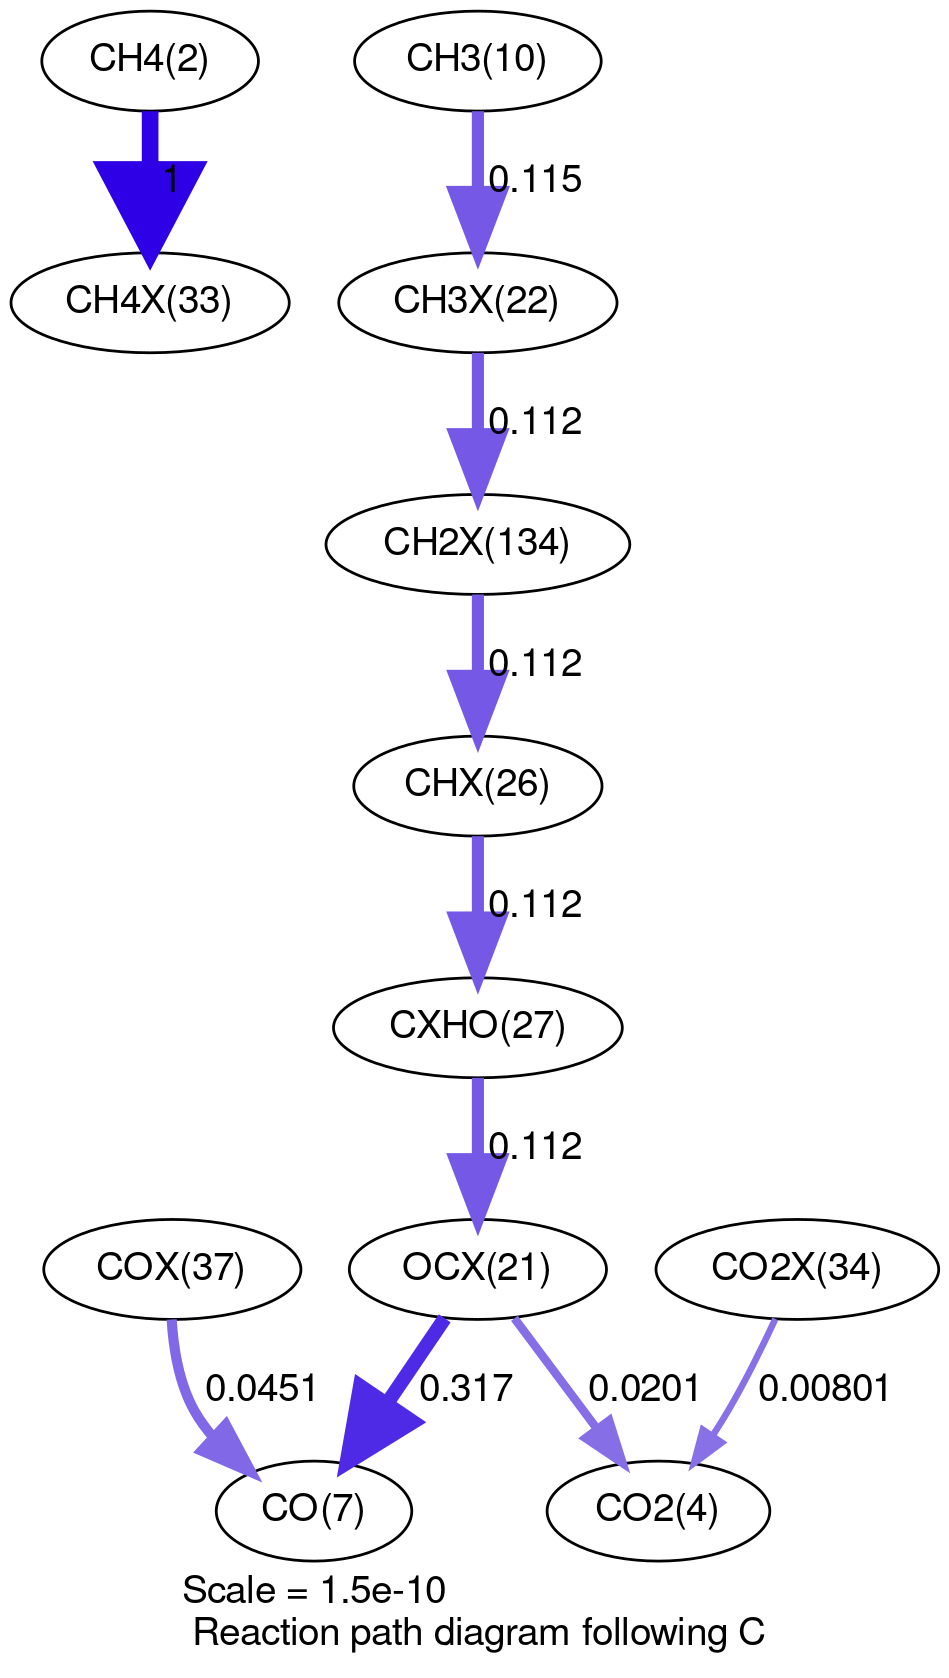 CH4(2)
CH3(10)
1
0.115
CH4X(33)
CH3X(22)
0.112
CH2X(134)
0.112
CHX(26)
0.112
CXHO(27)
0.112
COX(37)
OCX(21)
CO2X(34)
0.0451
0.317
0.0201
0.00801
CO(7)
CO2(4)
Scale = 1.5e-10
Reaction path diagram following C